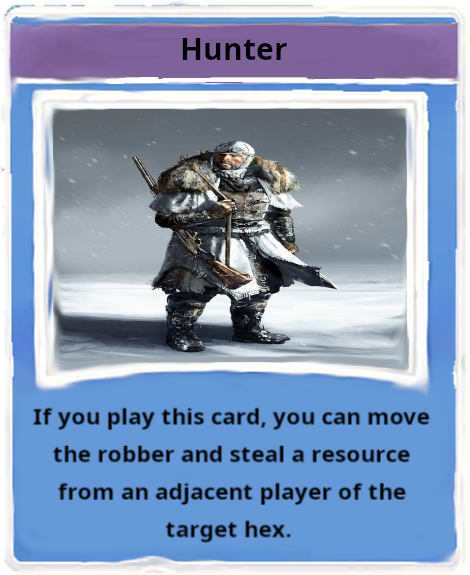 Hunter
If you play this card, you can move
the robber and steal a resource
from an adjacent player of the
target hex.